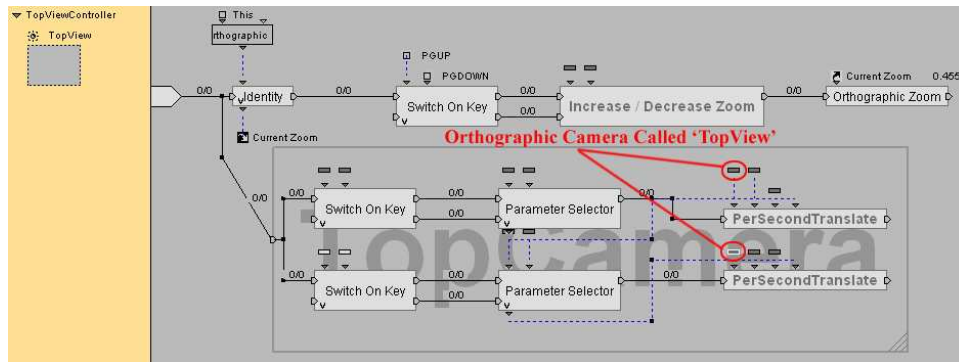 TopViewController
TopView
This
rthographic
PGUP
PGDOWN
Current Zoom 0.455
0/0 Identity 0/0 Switch On Key 0/0 0/0 Increase / Decrease Zoom 0/0 Orthographic Zoom
Current Zoom
Orthographic Camera Called ‘TopView’
0/0
0/0 Switch On Key 0/0 0/0 Parameter Selector 0/0 PerSecondTranslate
TopCamera
0/0 Switch On Key 0/0 0/0 Parameter Selector 0/0 PerSecondTranslate